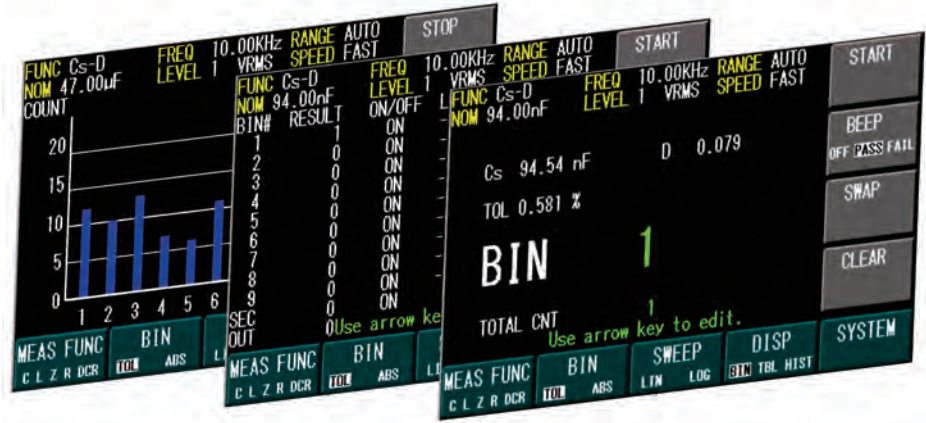 FUNC Cs-D FREQ 10.00KHz RANGE AUTO STOP
NOM 47.00μF LEVEL 1 VRMS SPEED FAST
COUNT
20
15
10
5
0
1 2 3 4 5 6
MEAS FUNC BIN
C L Z R DCR TOL ABS
FUNC Cs-D FREQ 10.00KHz RANGE AUTO START
NOM 94.00nF LEVEL 1 VRMS SPEED FAST
BIN# RESULT ON/OFF
1 1 ON
2 0 ON
3 0 ON
4 0 ON
5 0 ON
6 0 ON
7 0 ON
8 0 ON
9 0 ON
SEC 0
OUT 0 Use arrow
MEAS FUNC BIN
C L Z R DCR TOL ABS
FUNC Cs-D FREQ 10.00KHz RANGE AUTO START
NOM 94.00nF LEVEL 1 VRMS SPEED FAST
BEEP
OFF PASS FAIL
Cs 94.54 nF D 0.079
TOL 0.581 %
SWAP
BIN 1
CLEAR
TOTAL CNT 1
Use arrow key to edit.
MEAS FUNC BIN SWEEP DISP SYSTEM
C L Z R DCR TOL ABS LIN LOG BIN TBL HIST